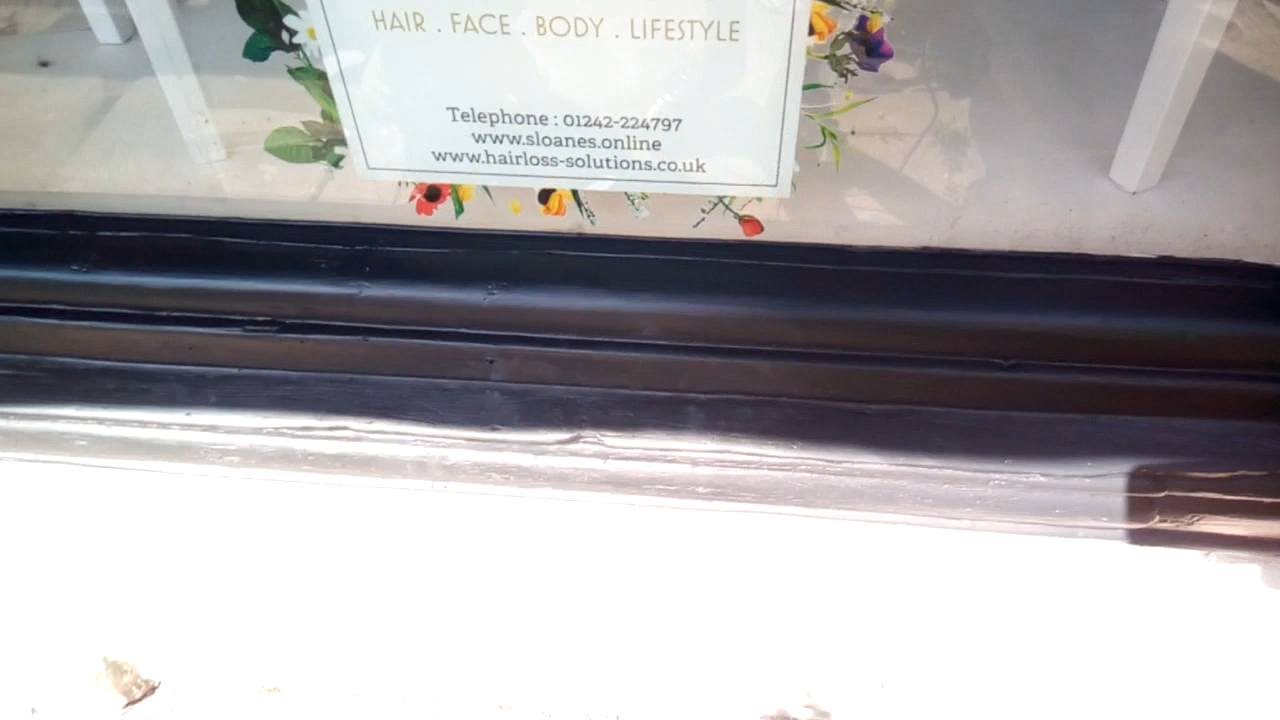 HAIR . FACE . BODY . LIFESTYLE
Telephone : 01242-224797
www.sloanes.online
www.hairloss-solutions.co.uk